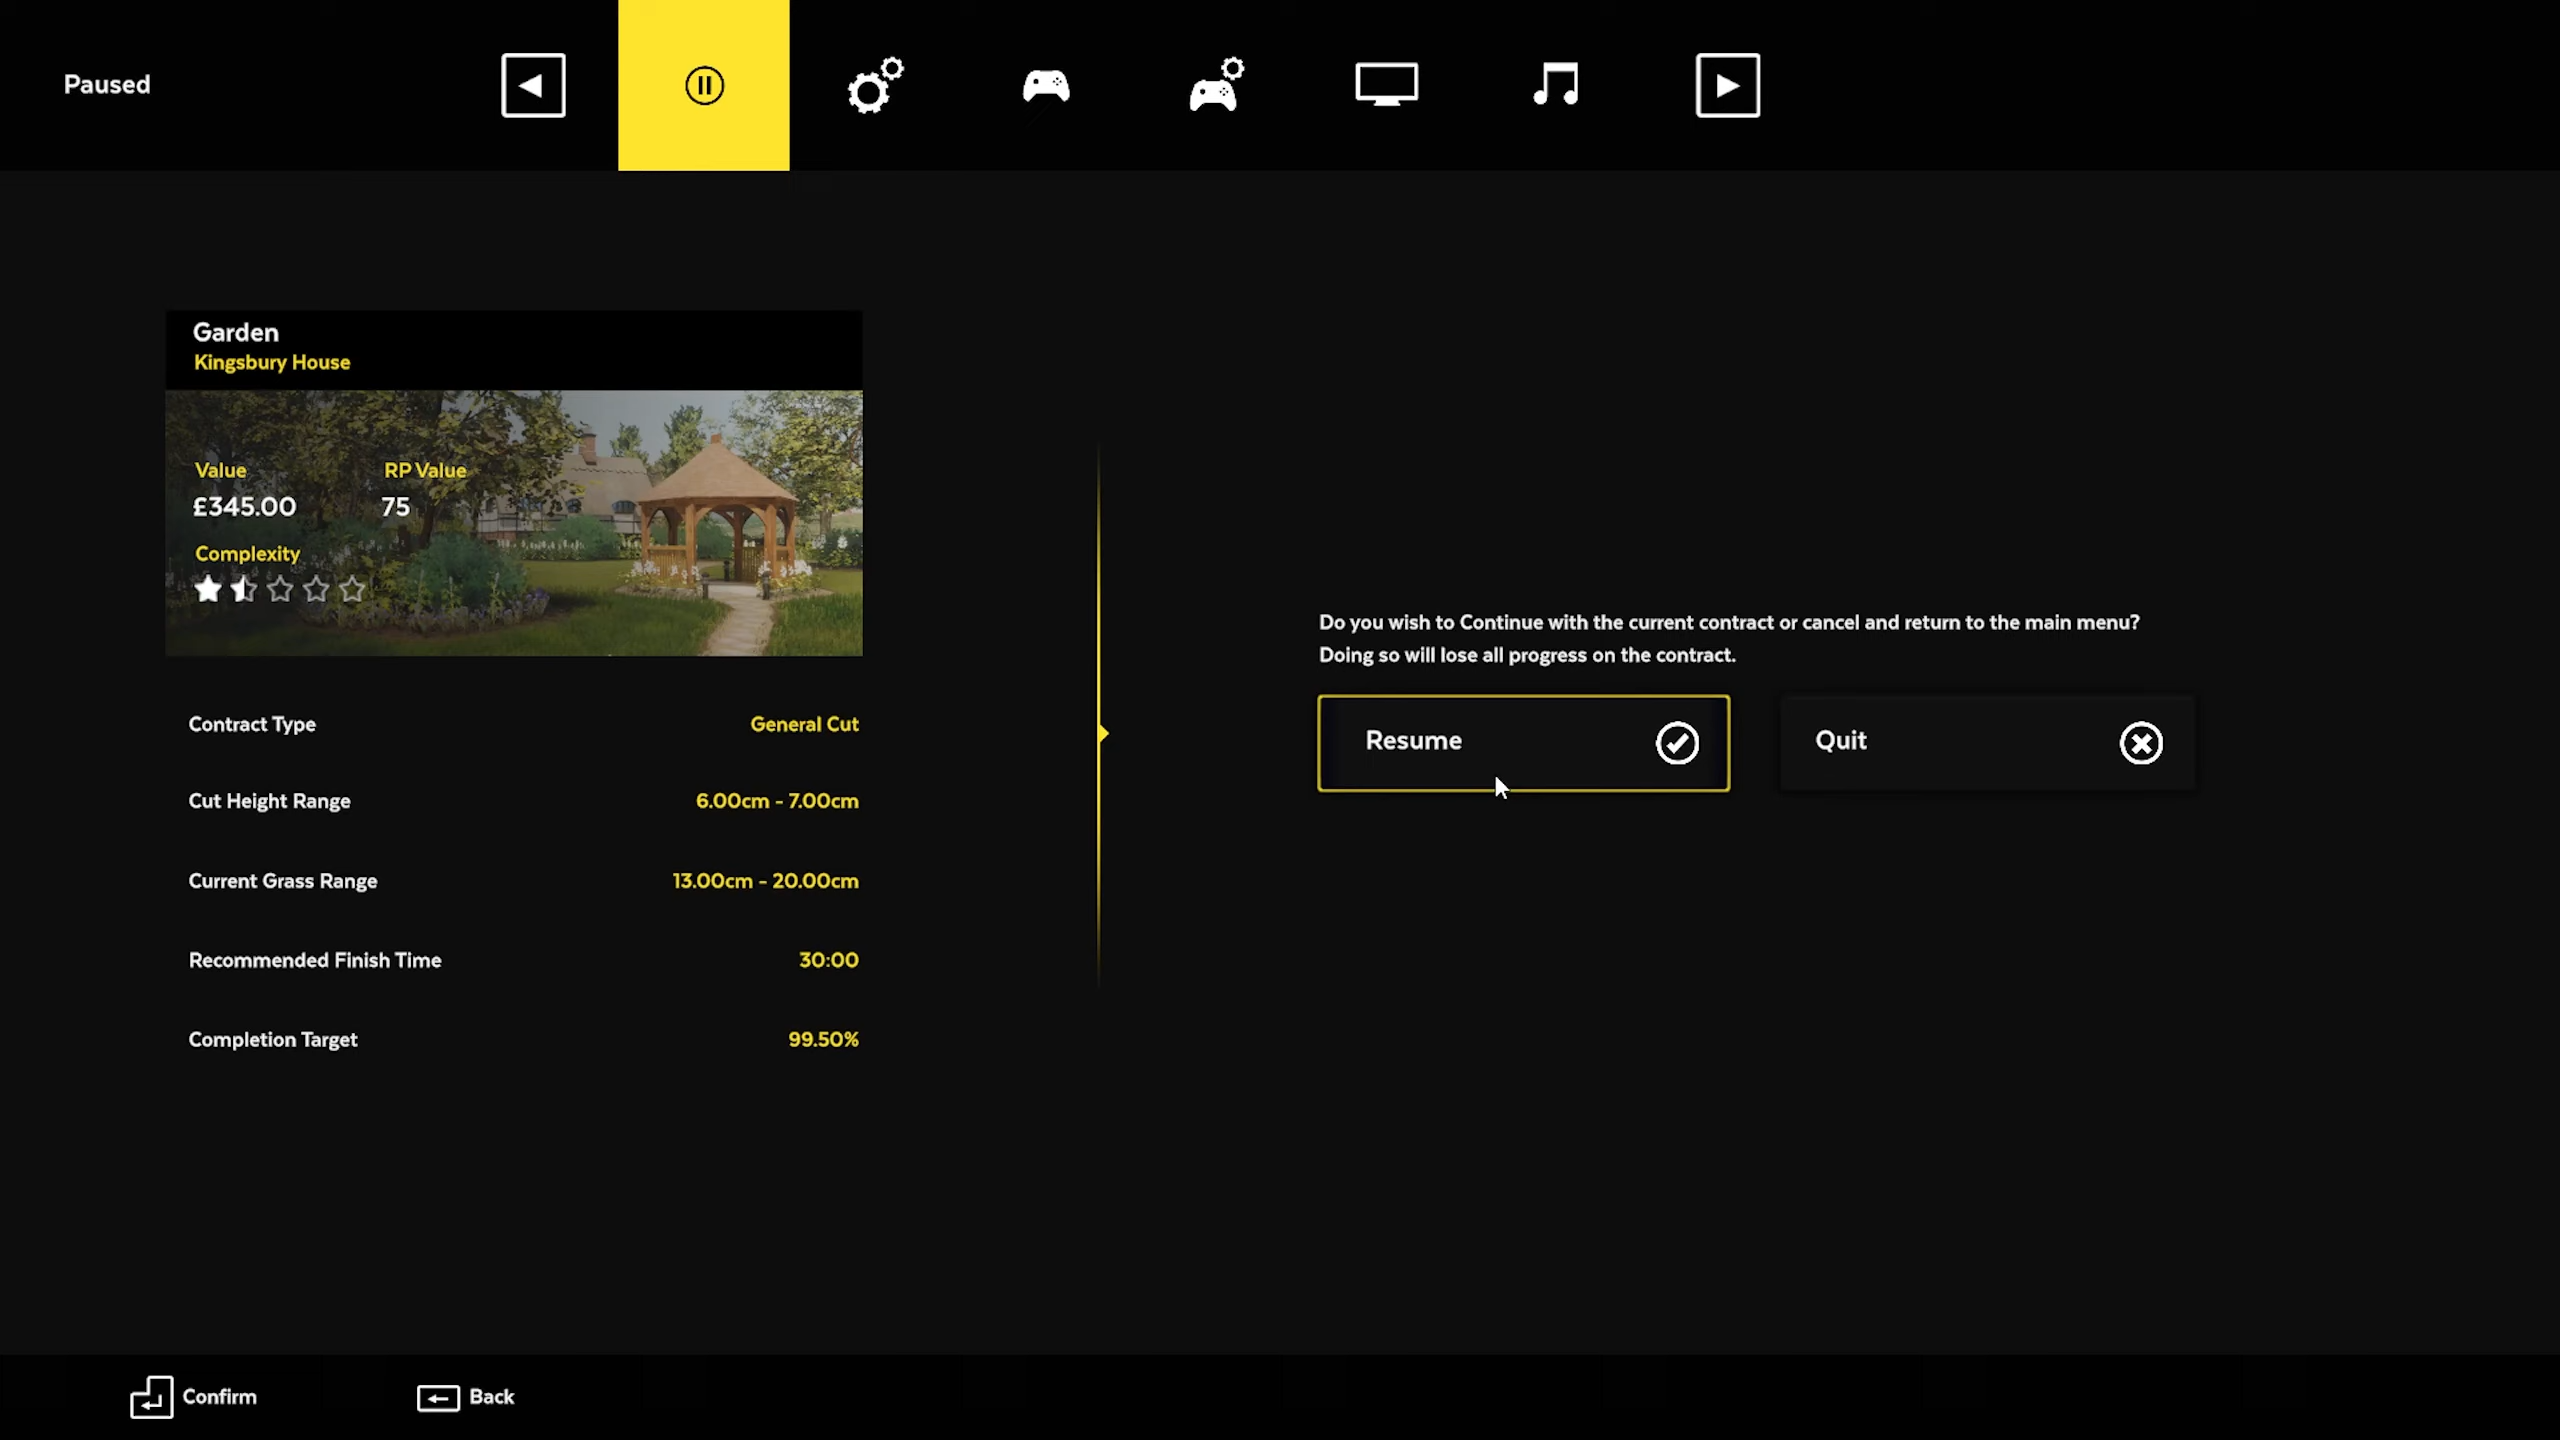 Paused
Garden
Kingsbury House
Value
RP Value
£345.00
75
Complexity
Contract Type
General Cut
Cut Height Range
6.00cm - 7.00cm
Current Grass Range
13.00cm - 20.00cm
Recommended Finish Time
30:00
Completion Target
99.50%
Do you wish to Continue with the current contract or cancel and return to the main menu?
Doing so will lose all progress on the contract.
Resume
Quit
Confirm
Back